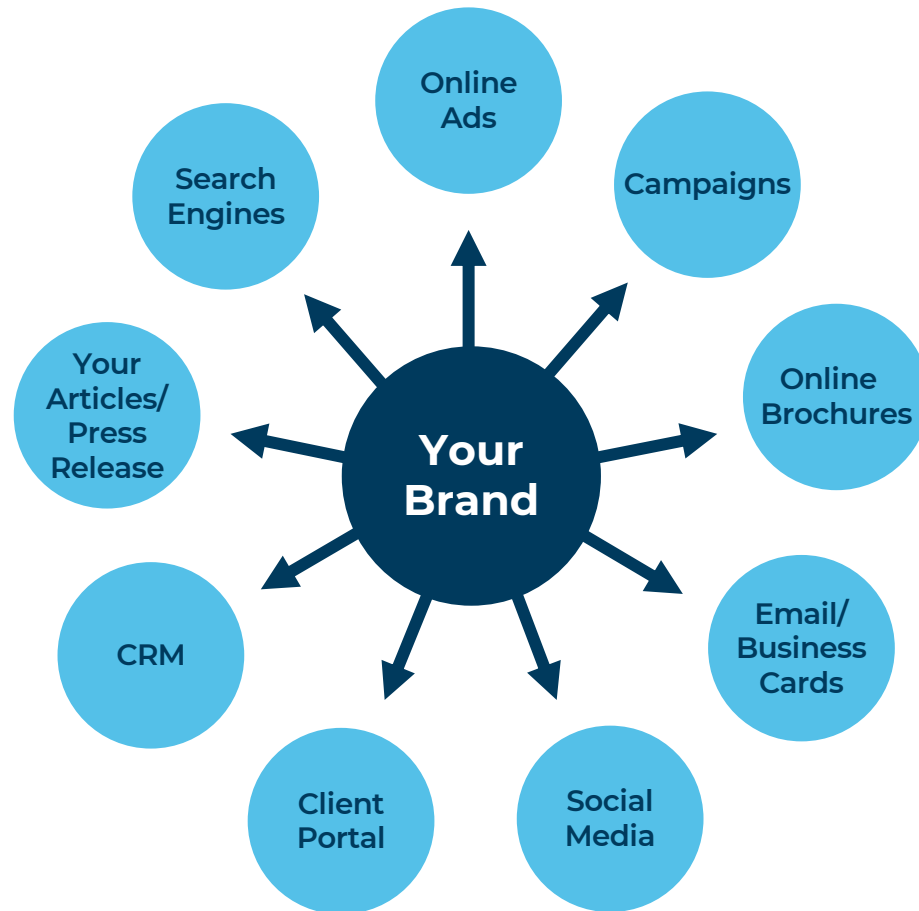 Online
Ads
Campaigns
Search
Engines
Online
Brochures
Your
Articles/
Press
Release
Your
Brand
Email/
Business
Cards
CRM
Client
Portal
Social
Media